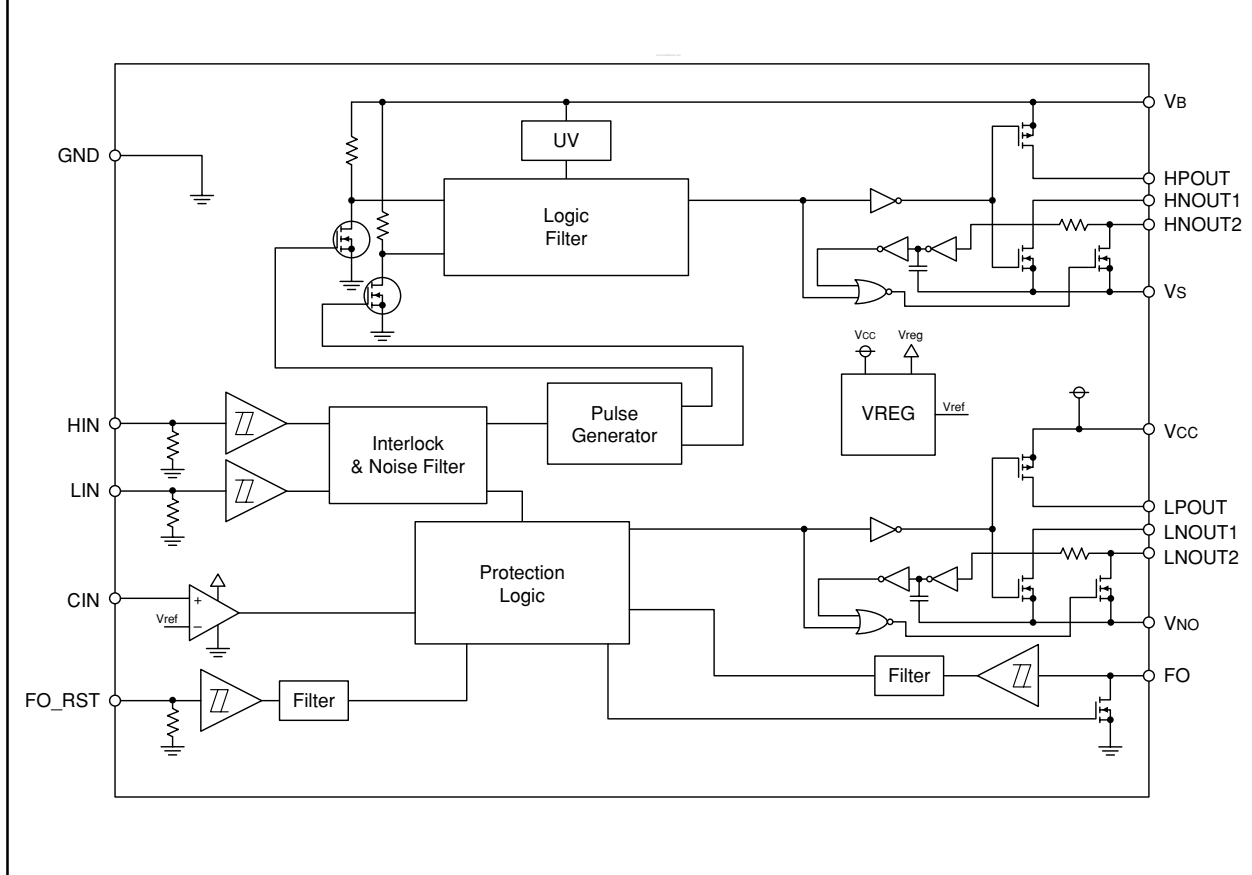 VB
UV
GND
HPOUT
Logic
Filter
HNOUT1
HNOUT2
VS
VCC
Vreg
VREG
Vref
HIN
Pulse
Generator
Interlock
& Noise Filter
VCC
LIN
LPOUT
LNOUT1
LNOUT2
Protection
Logic
CIN
+
Vref
−
VNO
Filter
FO
FO_RST
Filter